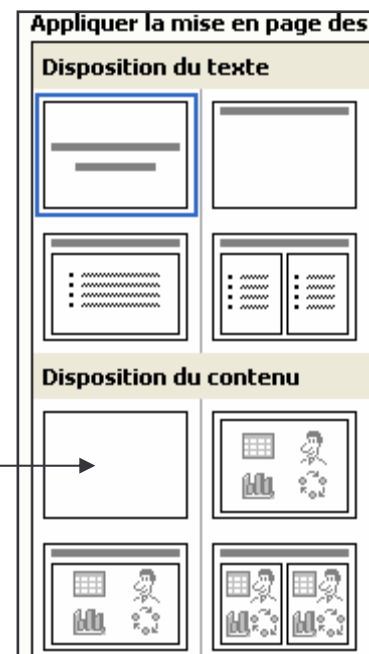 Appliquer la mise en page des
Disposition du texte
Disposition du contenu